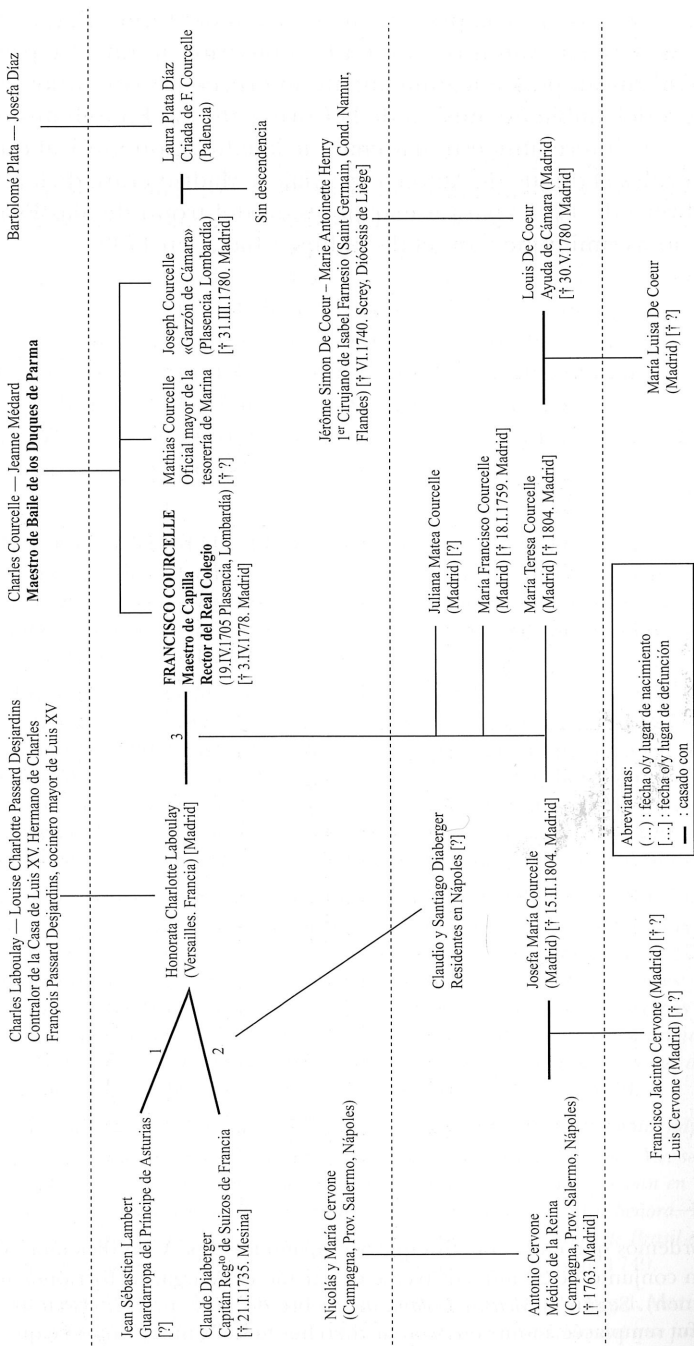 Charles Laboulay — Louise Charlotte Passard Desjardins
Contralor de la Casa de Luis XV. Hermano de Charles
François Passard Desjardins, cocinero mayor de Luis XV
Charles Courcelle — Jeanne Médard
Maestro de Baile de los Duques de Parma
Bartolomé Plata — Josefa Diaz
Jean Sébastien Lambert
Guardarropa del Príncipe de Asturias
[?]
1
Claude Diaberger
Capitán Regto de Suizos de Francia
[† 21.I.1735. Mesina]
2
Honorata Charlotte Laboulay
(Versailles. Francia) [Madrid]
3
FRANCISCO COURCELLE
Maestro de Capilla
Rector del Real Colegio
(19.IV.1705 Plasencia, Lombardía)
[† 3.IV.1778. Madrid]
Mathias Courcelle
Oficial mayor de la
tesorería de Marina
[† ?]
Joseph Courcelle
«Garzón de Cámara»
(Plasencia. Lombardía)
[† 31.III.1780. Madrid]
Laura Plata Diaz
Criada de F. Courcelle
(Palencia)
Sin descendencia
Nicolás y María Cervone
(Campagna, Prov. Salermo, Nápoles)
Claudio y Santiago Diaberger
Residentes en Nápoles [?]
Jérôme Simon De Coeur – Marie Antoinette Henry
1er Cirujano de Isabel Farnesio (Saint Germain, Cond. Namur,
Flandes) [† VI.1740. Screy, Diócesis de Liège]
Juliana Matea Courcelle
(Madrid) [?]
María Francisco Courcelle
(Madrid) [† 18.I.1759. Madrid]
Antonio Cervone
Médico de la Reina
(Campagna, Prov. Salermo, Nápoles)
[† 1763. Madrid]
Josefa María Courcelle
(Madrid) [† 15.II.1804. Madrid]
María Teresa Courcelle
(Madrid) [† 1804. Madrid]
Louis De Coeur
Ayuda de Cámara (Madrid)
[† 30.V.1780. Madrid]
Francisco Jacinto Cervone (Madrid) [† ?]
Luis Cervone (Madrid) [† ?]
María Luisa De Coeur
(Madrid) [† ?]
Abreviaturas:
(...) : fecha o/y lugar de nacimiento
[...] : fecha o/y lugar de defunción
— : casado con